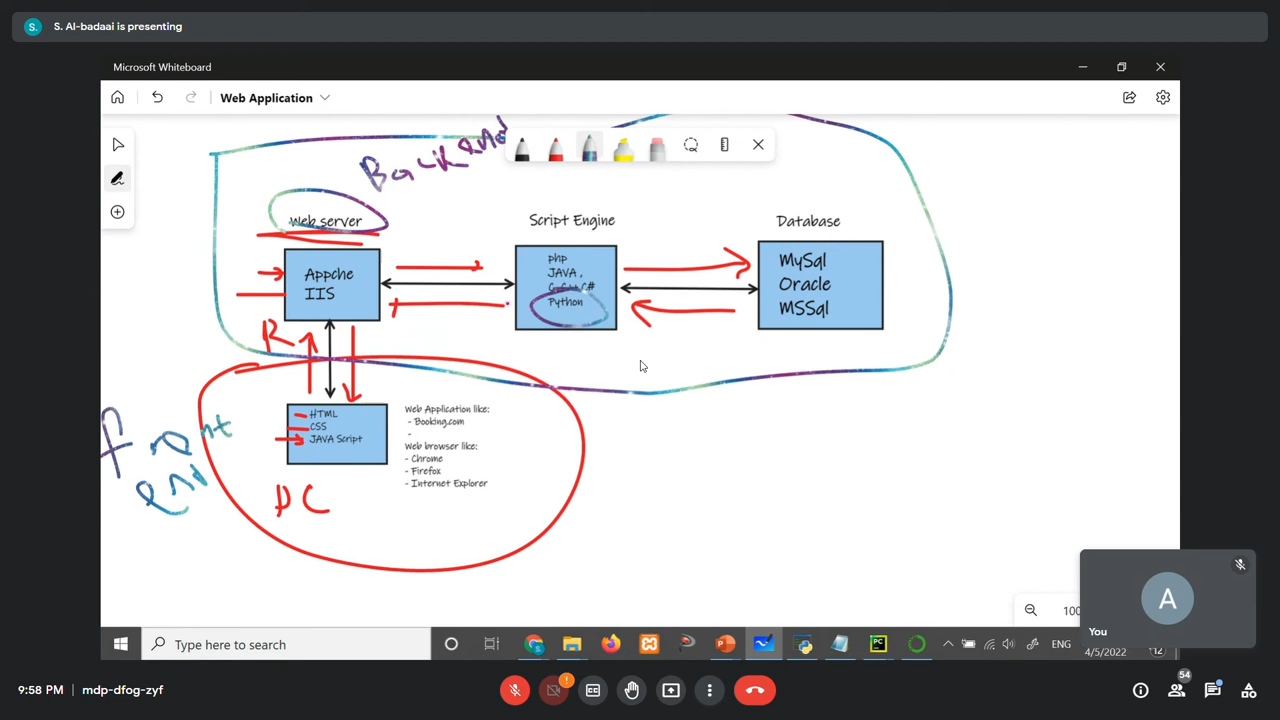 S.
S. Al-badaai is presenting
Microsoft Whiteboard
Web Application
Back end
Web server
Script Engine
Database
Appche
IIS
php
JAVA ,
C,C++,C#
Python
MySql
Oracle
MSSql
R
HTML
CSS
JAVA Script
Web Application like:
- Booking.com
-
Web browser like:
- Chrome
- Firefox
- Internet Explorer
front
end
PC
100
A
You
Type here to search
ENG
4/5/2022
12
9:58 PM
mdp-dfog-zyf
54